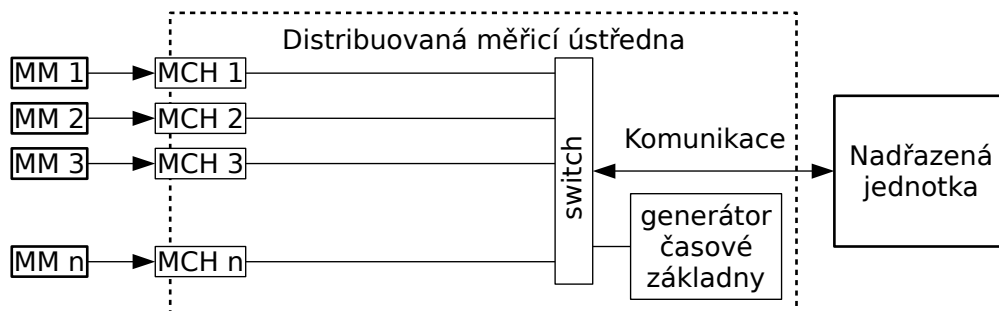 Distribuovaná měřicí ústředna
MM 1
MCH 1
MM 2
MCH 2
MM 3
MCH 3
MM n
MCH n
switch
Komunikace
generátor
časové
základny
Nadřazená
jednotka